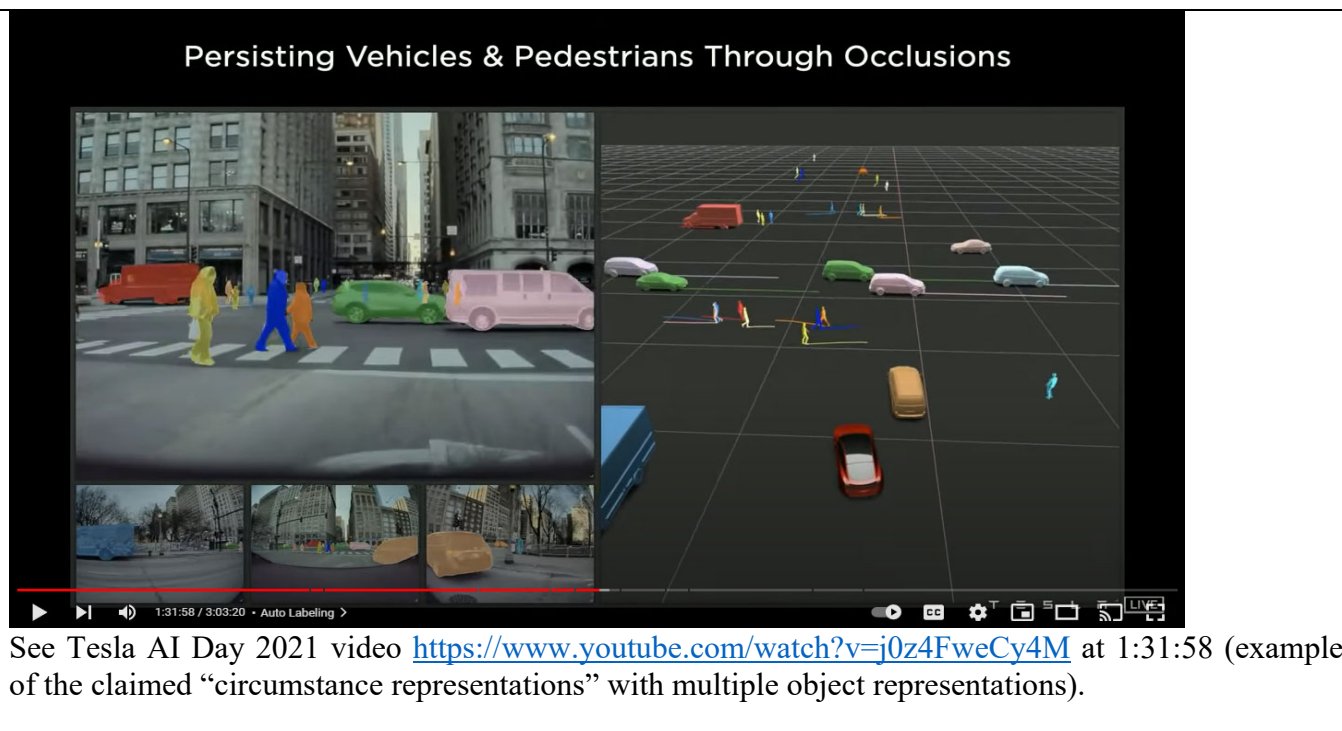 Persisting Vehicles & Pedestrians Through Occlusions
1:31:58 / 3:03:20 • Auto Labeling >
CC
LIVE
See Tesla AI Day 2021 video https://www.youtube.com/watch?v=j0z4FweCy4M at 1:31:58 (example
of the claimed “circumstance representations” with multiple object representations).